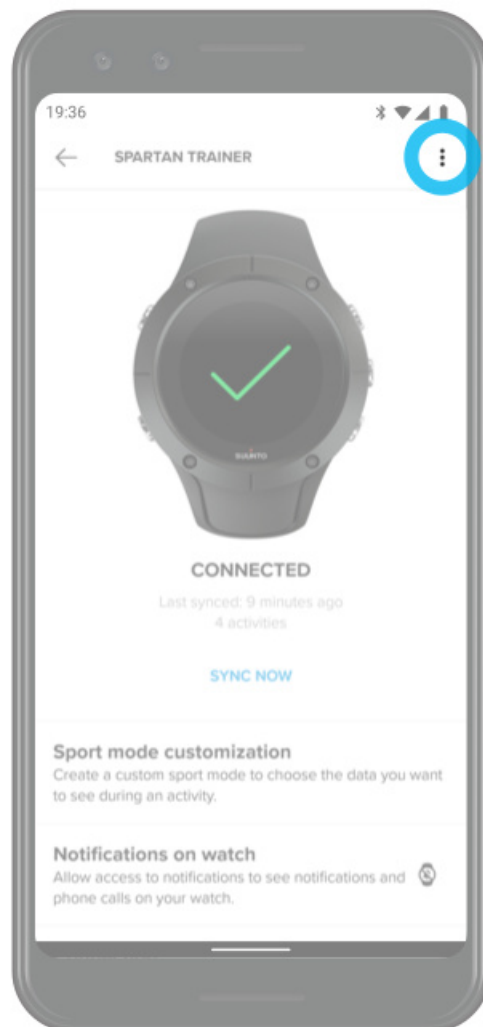 19:36
SPARTAN TRAINER
SUUNTO
CONNECTED
Last synced: 9 minutes ago
4 activities
SYNC NOW
Sport mode customization
Create a custom sport mode to choose the data you want
to see during an activity.
Notifications on watch
Allow access to notifications to see notifications and
phone calls on your watch.